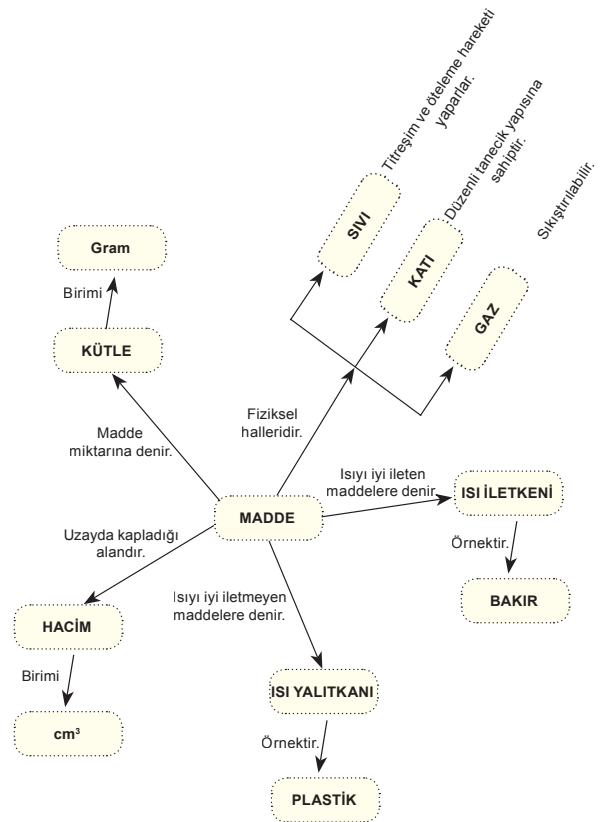 Titreşim ve öteleme hareketi
yaparlar.
Düzenli tanecik yapısına
sahiptir.
Sıkıştırılabilir.
SIVI
KATI
GAZ
Gram
Birimi
KÜTLE
Madde
miktarına denir.
Fiziksel
halleridir.
MADDE
Isıyı iyi ileten
maddelere denir.
ISI İLETKENİ
Örnektir.
BAKIR
Uzayda kapladığı
alandır.
HACİM
Birimi
cm³
Isıyı iyi iletmeyen
maddelere denir.
ISI YALITKANI
Örnektir.
PLASTİK